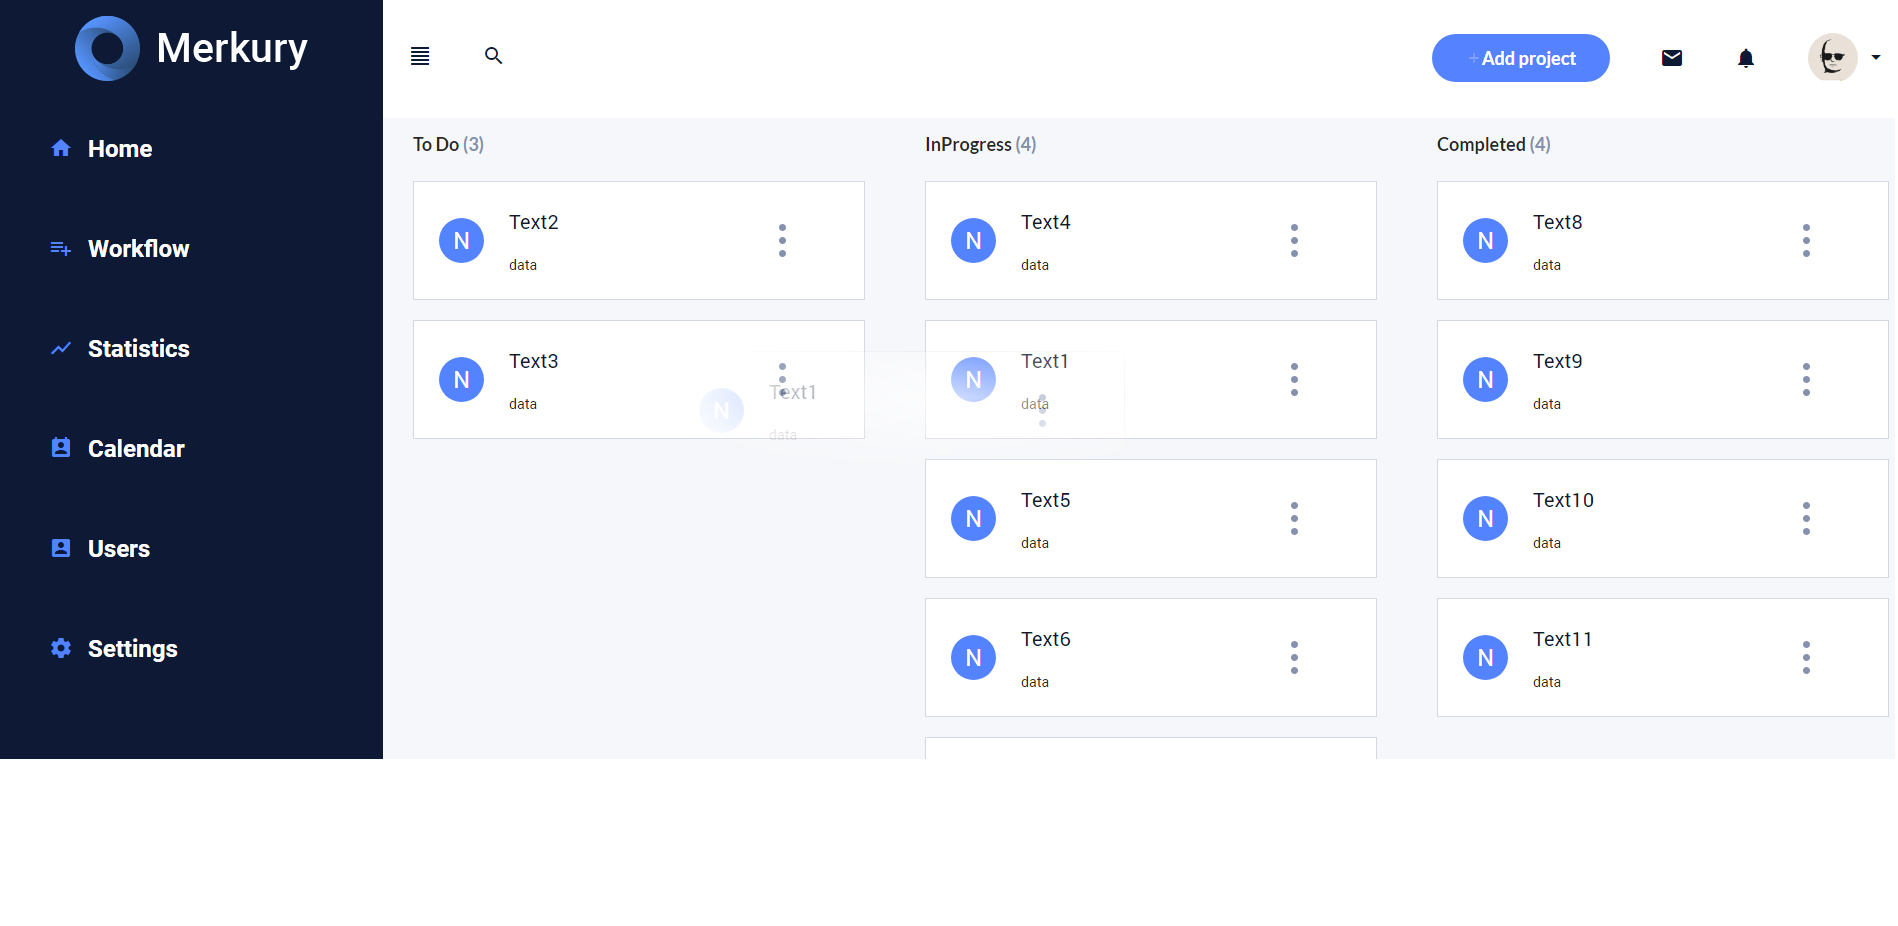 Merkury
Home
Workflow
Statistics
Calendar
Users
Settings
+ Add project
To Do (3)
N
Text2
data
N
Text3
data
N
Text1
data
InProgress (4)
N
Text4
data
N
Text1
data
N
Text5
data
N
Text6
data
Completed (4)
N
Text8
data
N
Text9
data
N
Text10
data
N
Text11
data